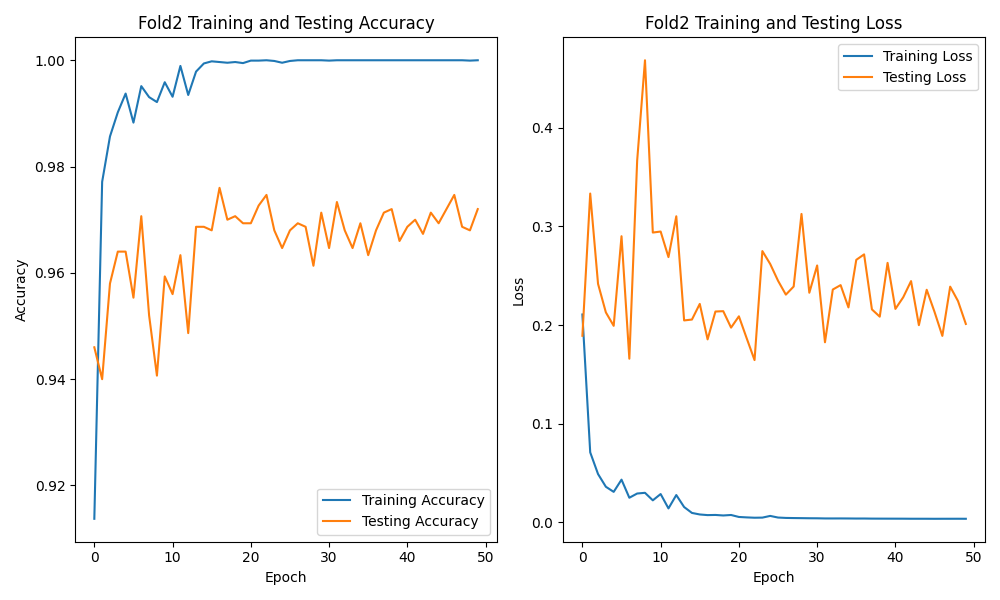 Fold2 Training and Testing Accuracy
1.00
0.98
0.96
0.94
0.92
Accuracy
0
10
20
30
40
50
Epoch
Training Accuracy
Testing Accuracy
Fold2 Training and Testing Loss
0.4
0.3
0.2
0.1
0.0
Loss
0
10
20
30
40
50
Epoch
Training Loss
Testing Loss